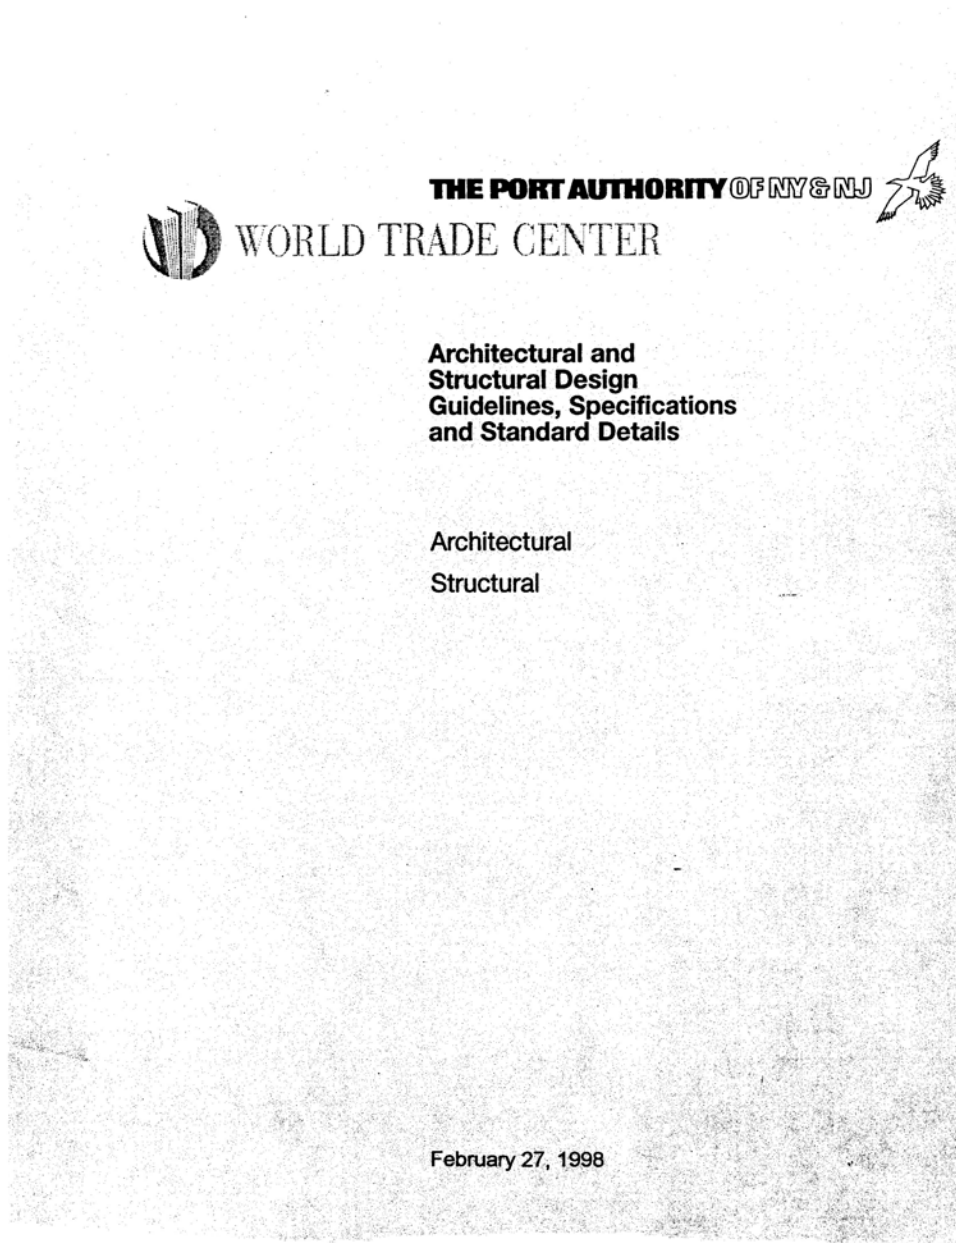 THE PORT AUTHORITY OF NY & NJ
WORLD TRADE CENTER
Architectural and
Structural Design
Guidelines, Specifications
and Standard Details
Architectural
Structural
February 27, 1998